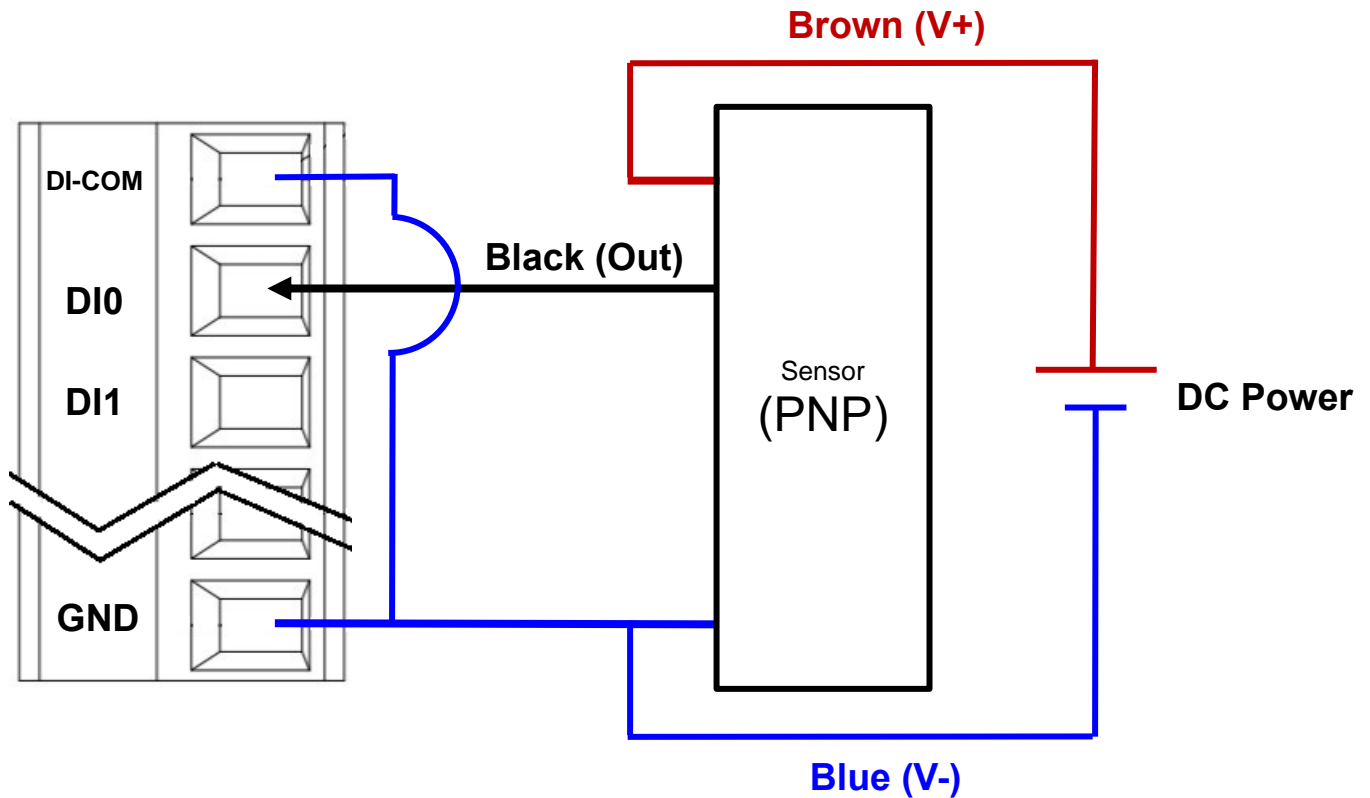 Brown (V+)
DI-COM
Black (Out)
DI0
Sensor
(PNP)
DI1
DC Power
GND
Blue (V-)